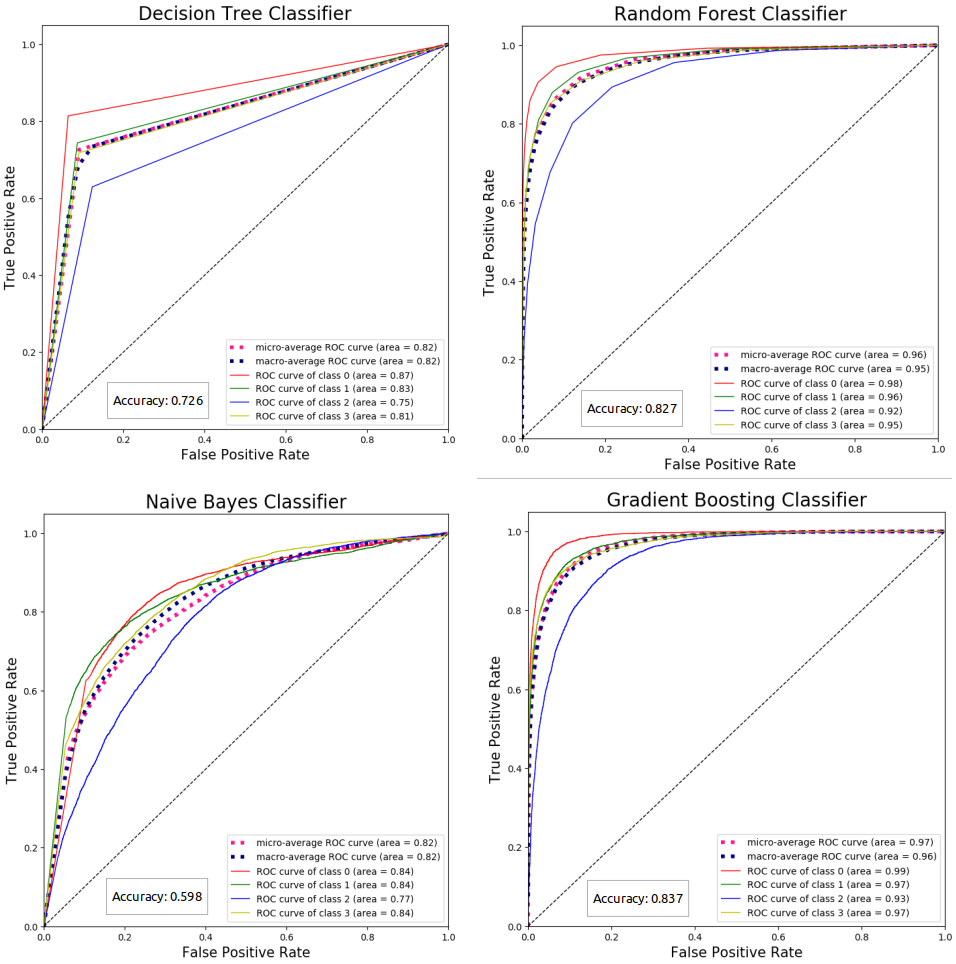 Decision Tree Classifier
1.0
0.8
0.6
0.4
0.2
0.0
True Positive Rate
micro-average ROC curve (area = 0.82)
macro-average ROC curve (area = 0.82)
ROC curve of class 0 (area = 0.87)
ROC curve of class 1 (area = 0.83)
ROC curve of class 2 (area = 0.75)
ROC curve of class 3 (area = 0.81)
Accuracy: 0.726
0.0 0.2 0.4 0.6 0.8 1.0
False Positive Rate
Random Forest Classifier
1.0
0.8
0.6
0.4
0.2
0.0
True Positive Rate
micro-average ROC curve (area = 0.96)
macro-average ROC curve (area = 0.95)
ROC curve of class 0 (area = 0.98)
ROC curve of class 1 (area = 0.96)
ROC curve of class 2 (area = 0.92)
ROC curve of class 3 (area = 0.95)
Accuracy: 0.827
0.0 0.2 0.4 0.6 0.8 1.0
False Positive Rate
Naive Bayes Classifier
1.0
0.8
0.6
0.4
0.2
0.0
True Positive Rate
micro-average ROC curve (area = 0.82)
macro-average ROC curve (area = 0.82)
ROC curve of class 0 (area = 0.84)
ROC curve of class 1 (area = 0.84)
ROC curve of class 2 (area = 0.77)
ROC curve of class 3 (area = 0.84)
Accuracy: 0.598
0.0 0.2 0.4 0.6 0.8 1.0
False Positive Rate
Gradient Boosting Classifier
1.0
0.8
0.6
0.4
0.2
0.0
True Positive Rate
micro-average ROC curve (area = 0.97)
macro-average ROC curve (area = 0.96)
ROC curve of class 0 (area = 0.99)
ROC curve of class 1 (area = 0.97)
ROC curve of class 2 (area = 0.93)
ROC curve of class 3 (area = 0.97)
Accuracy: 0.837
0.0 0.2 0.4 0.6 0.8 1.0
False Positive Rate